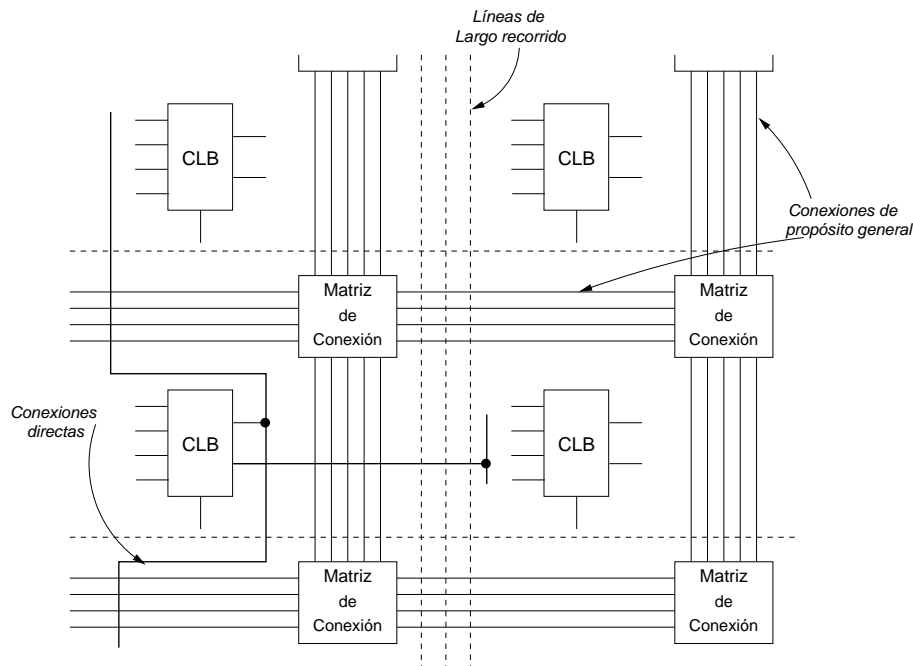 Líneas de
Largo recorrido
CLB
CLB
Conexiones de
propósito general
Matriz
de
Conexión
Matriz
de
Conexión
Conexiones
directas
CLB
CLB
Matriz
de
Conexión
Matriz
de
Conexión